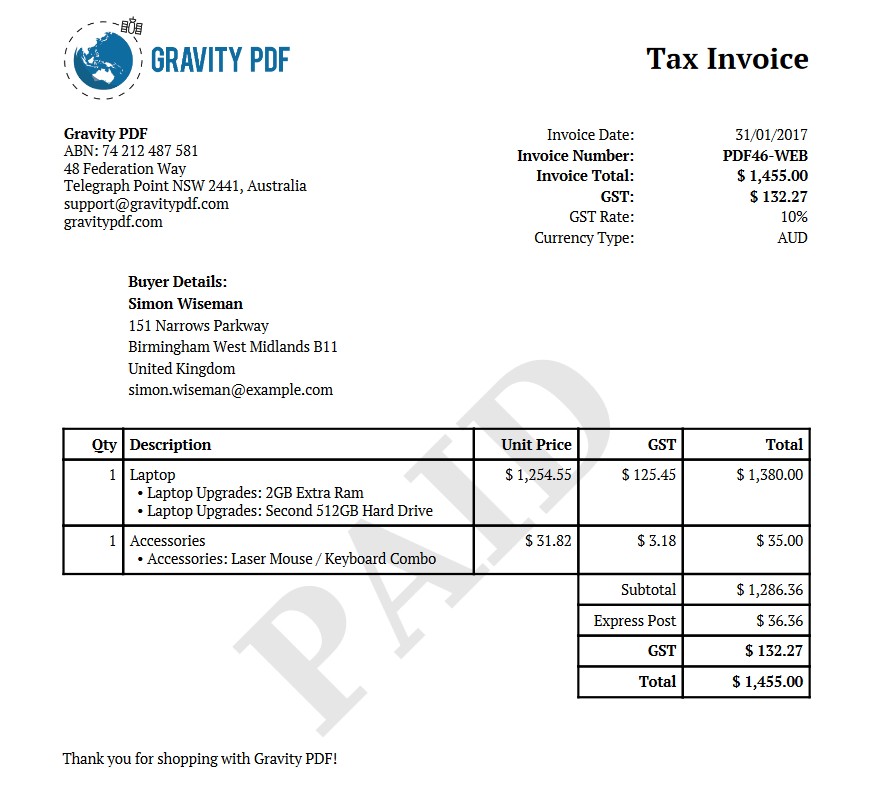 GRAVITY PDF
Tax Invoice
Gravity PDF
ABN: 74 212 487 581
48 Federation Way
Telegraph Point NSW 2441, Australia
support@gravitypdf.com
gravitypdf.com
Invoice Date: 31/01/2017
Invoice Number: PDF46-WEB
Invoice Total: $ 1,455.00
GST: $ 132.27
GST Rate: 10%
Currency Type: AUD
Buyer Details:
Simon Wiseman
151 Narrows Parkway
Birmingham West Midlands B11
United Kingdom
simon.wiseman@example.com
PAID
Qty Description Unit Price GST Total
1 Laptop $ 1,254.55 $ 125.45 $ 1,380.00
• Laptop Upgrades: 2GB Extra Ram
• Laptop Upgrades: Second 512GB Hard Drive
1 Accessories $ 31.82 $ 3.18 $ 35.00
• Accessories: Laser Mouse / Keyboard Combo
Subtotal $ 1,286.36
Express Post $ 36.36
GST $ 132.27
Total $ 1,455.00
Thank you for shopping with Gravity PDF!